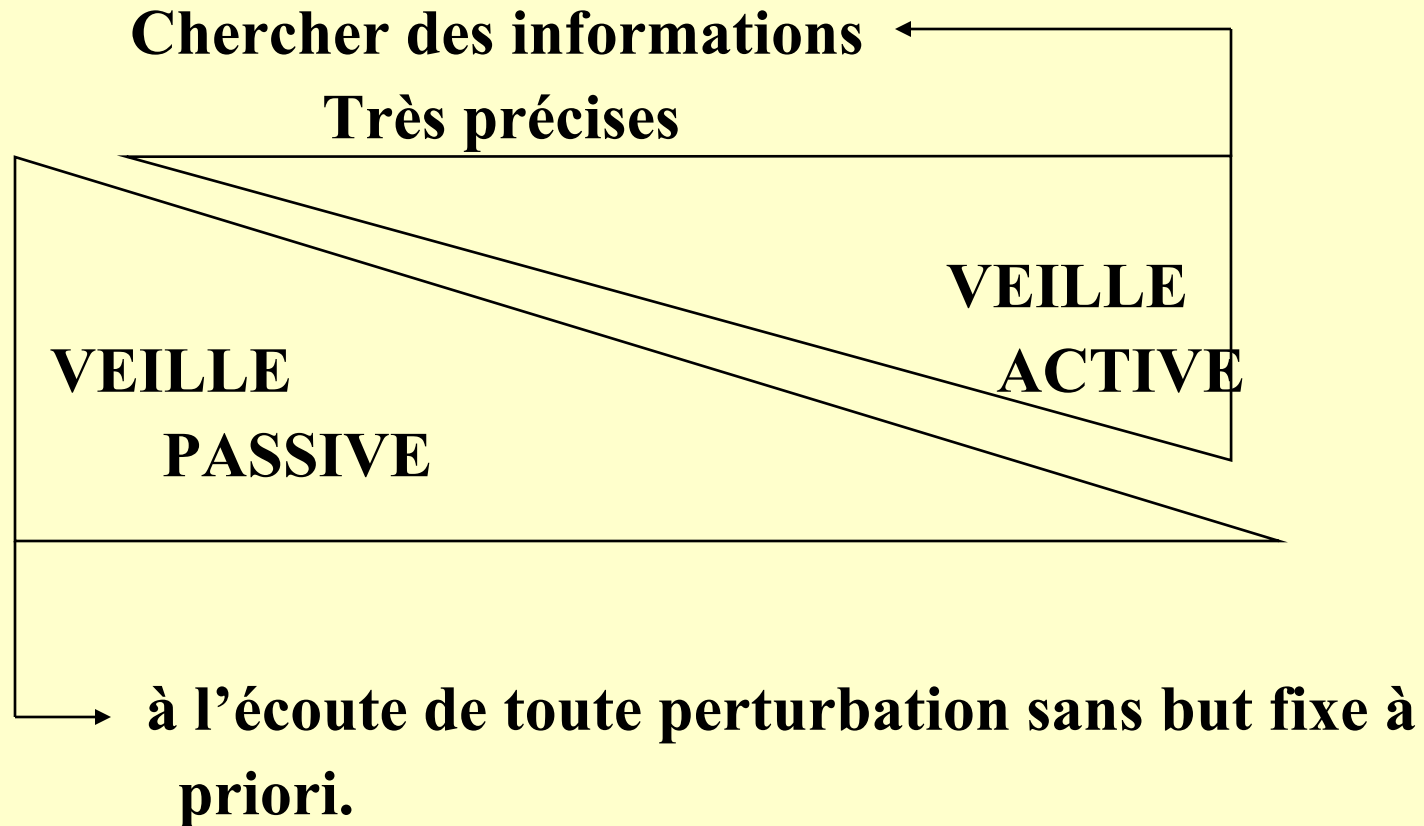 Chercher des informations
Très précises
VEILLE
ACTIVE
VEILLE
PASSIVE
à l’écoute de toute perturbation sans but fixe à
priori.